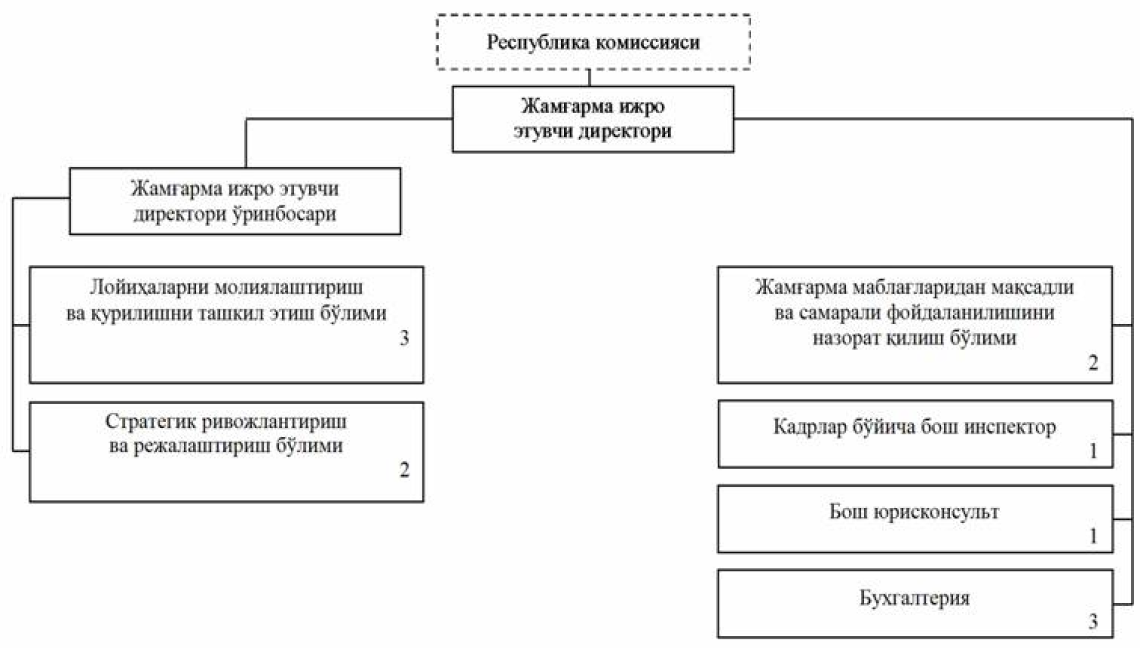 Республика комиссияси
Жамғарма ижро
этувчи директори
Жамғарма ижро этувчи
директори ўринбосари
Лойиҳаларни молиялаштириш
ва қурилишни ташкил этиш бўлими
3
Стратегик ривожлантириш
ва режалаштириш бўлими
2
Жамғарма маблағларидан мақсадли
ва самарали фойдаланилишини
назорат қилиш бўлими
2
Кадрлар бўйича бош инспектор
1
Бош юрисконсульт
1
Бухгалтерия
3